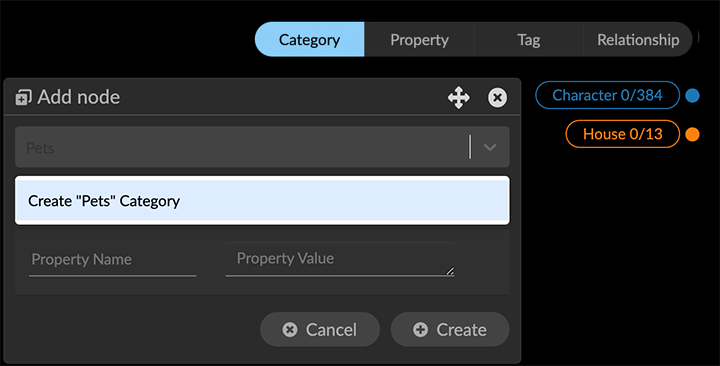 Category Property Tag Relationship
Add node
Character 0/384
Pets
House 0/13
Create "Pets" Category
Property Name Property Value
Cancel Create